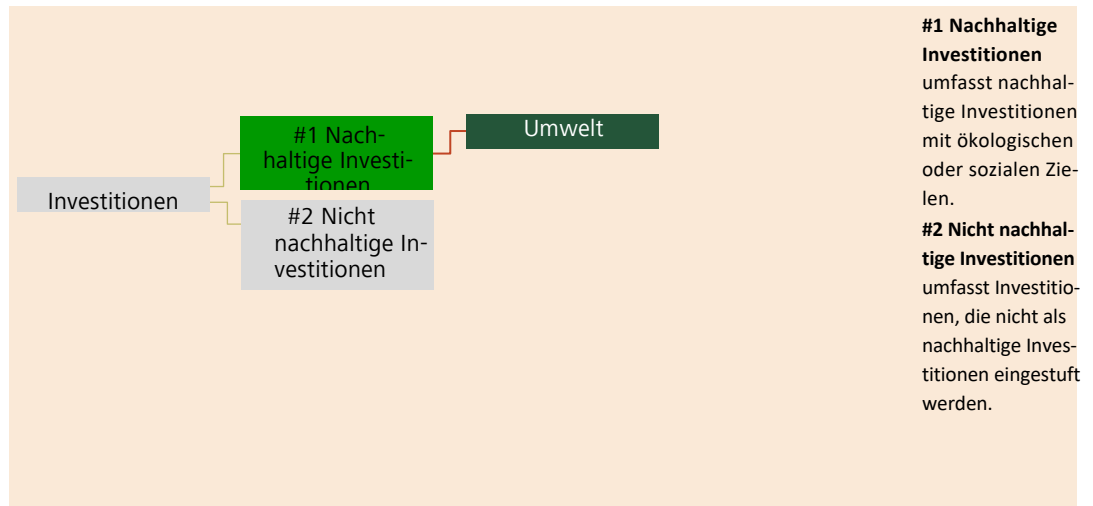 Investitionen
#1 Nach-
haltige Investi-
tionen
#2 Nicht
nachhaltige In-
vestitionen
Umwelt
#1 Nachhaltige
Investitionen
umfasst nachhal-
tige Investitionen
mit ökologischen
oder sozialen Zie-
len.
#2 Nicht nachhal-
tige Investitionen
umfasst Investitio-
nen, die nicht als
nachhaltige Inves-
titionen eingestuft
werden.